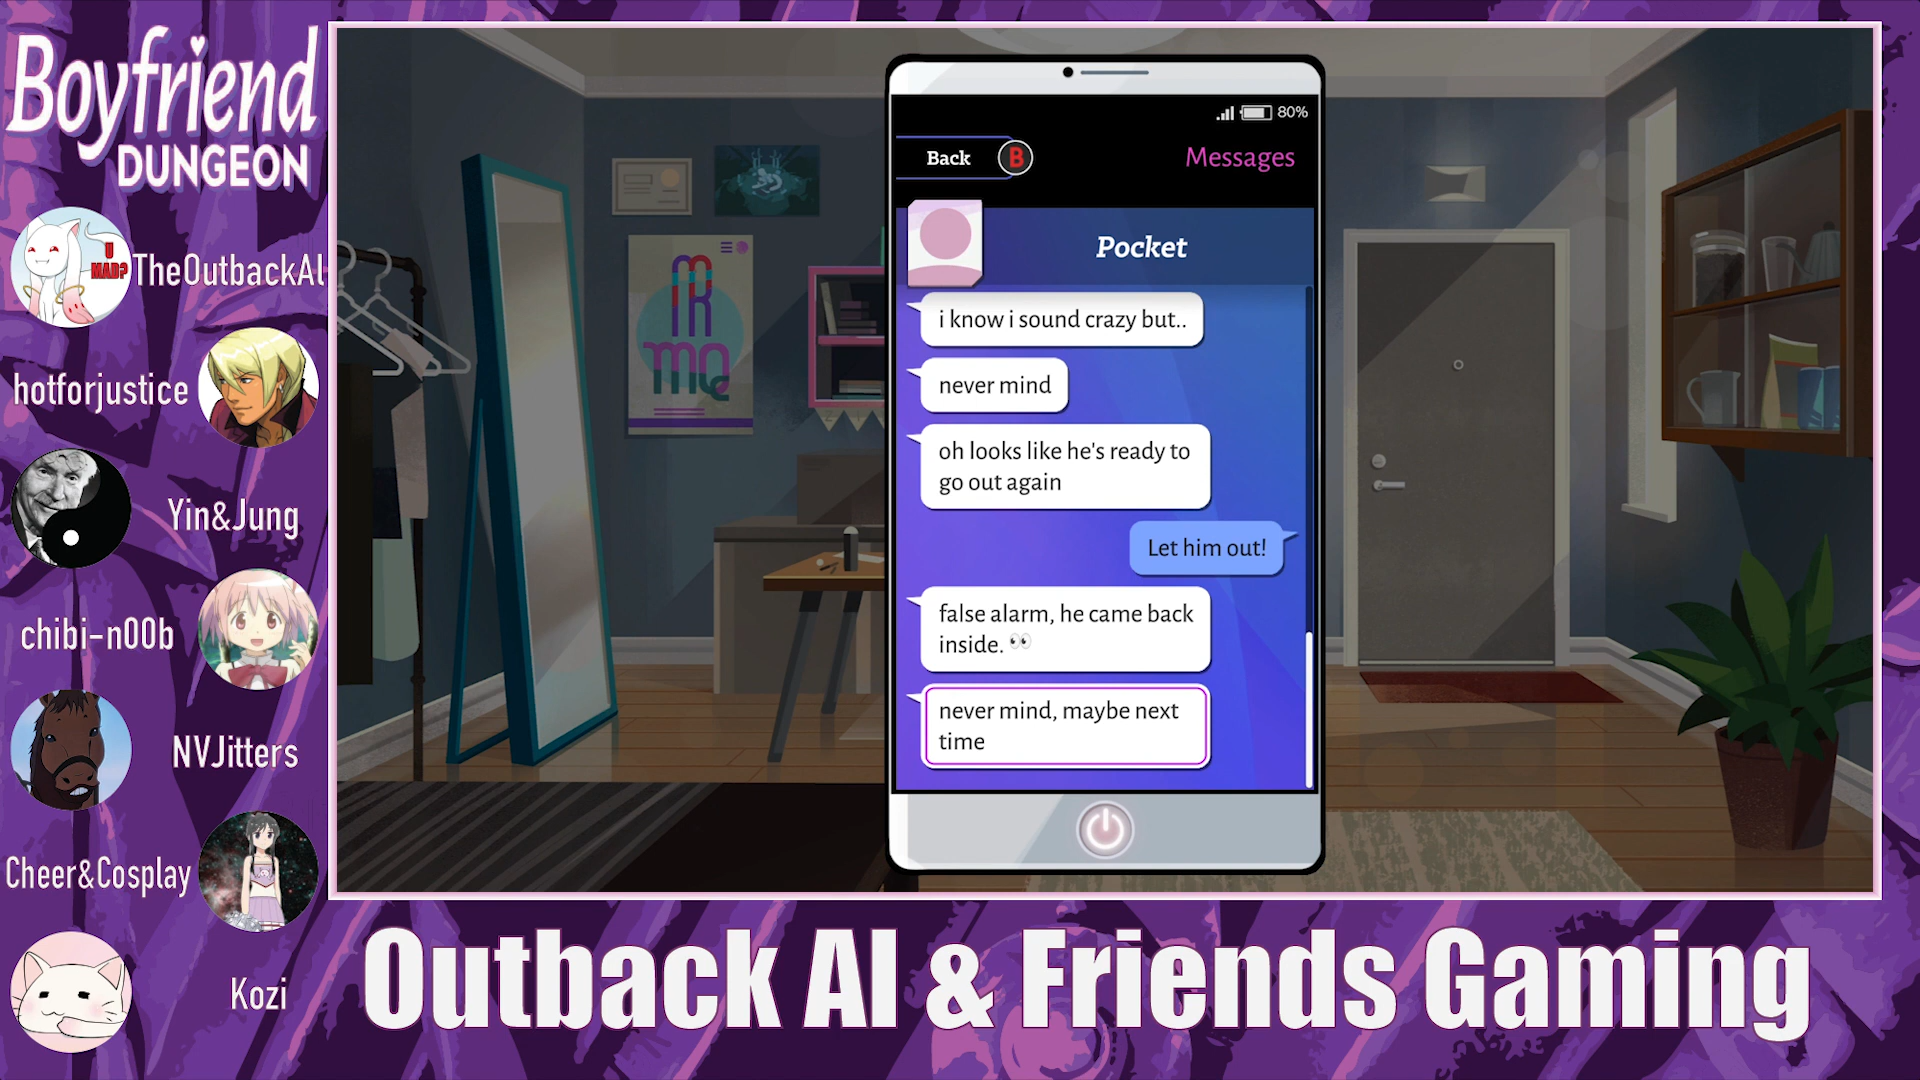 Boyfriend
DUNGEON
U
MAD?
TheOutbackAl
hotforjustice
Yin&Jung
chibi-n00b
NVJitters
Cheer&Cosplay
Kozi
80%
Back B
Messages
Pocket
i know i sound crazy but..
never mind
oh looks like he's ready to
go out again
Let him out!
false alarm, he came back
inside. 👀
never mind, maybe next
time
Outback Al & Friends Gaming